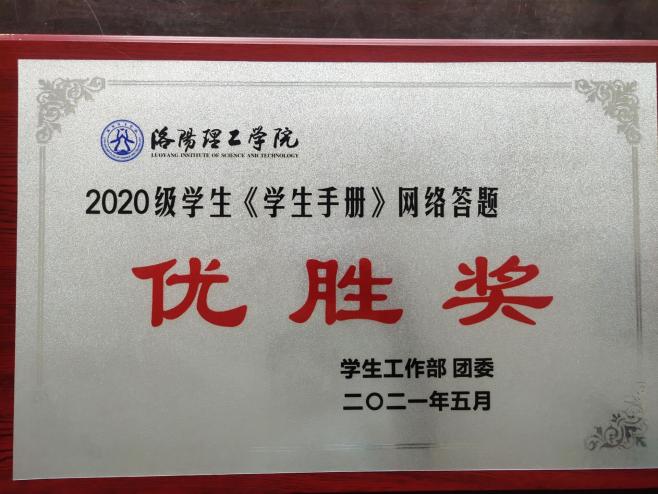 洛陽理工学院
LUOYANG INSTITUTE OF SCIENCE AND TECHNOLOGY
2020级学生《学生手册》网络答题
优胜奖
学生工作部 团委
二〇二一年五月